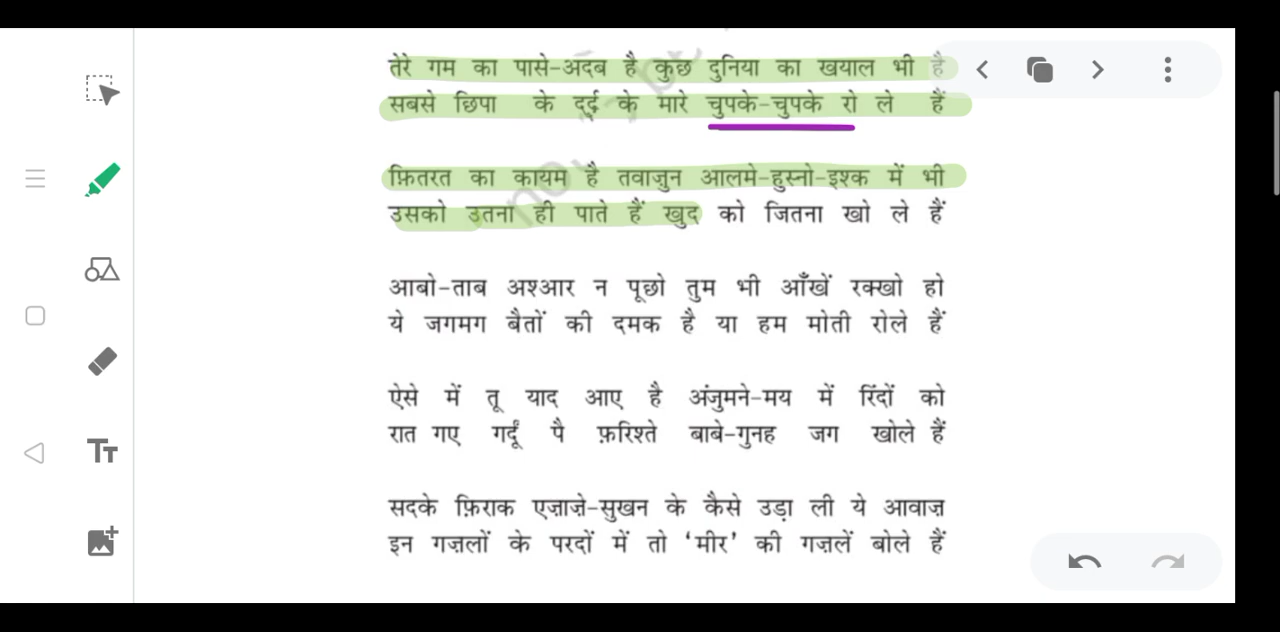 तेरे गम का पासे-अदब है कुछ दुनिया का खयाल भी है
सबसे छिपा के दर्द के मारे चुपके-चुपके रो ले हैं
फ़ितरत का कायम है तवाज़ुन आलमे-हुस्नो-इश्क में भी
उसको उतना ही पाते हैं खुद को जितना खो ले हैं
आबो-ताब अश्आर न पूछो तुम भी आँखें रक्खो हो
ये जगमग बैतों की दमक है या हम मोती रोले हैं
ऐसे में तू याद आए है अंजुमने-मय में रिंदों को
रात गए गर्दूं पै फ़रिश्ते बाबे-गुनह जग खोले हैं
सदके फ़िराक एज़ाज़े-सुखन के कैसे उड़ा ली ये आवाज़
इन गज़लों के परदों में तो ‘मीर’ की गज़लें बोले हैं
TT